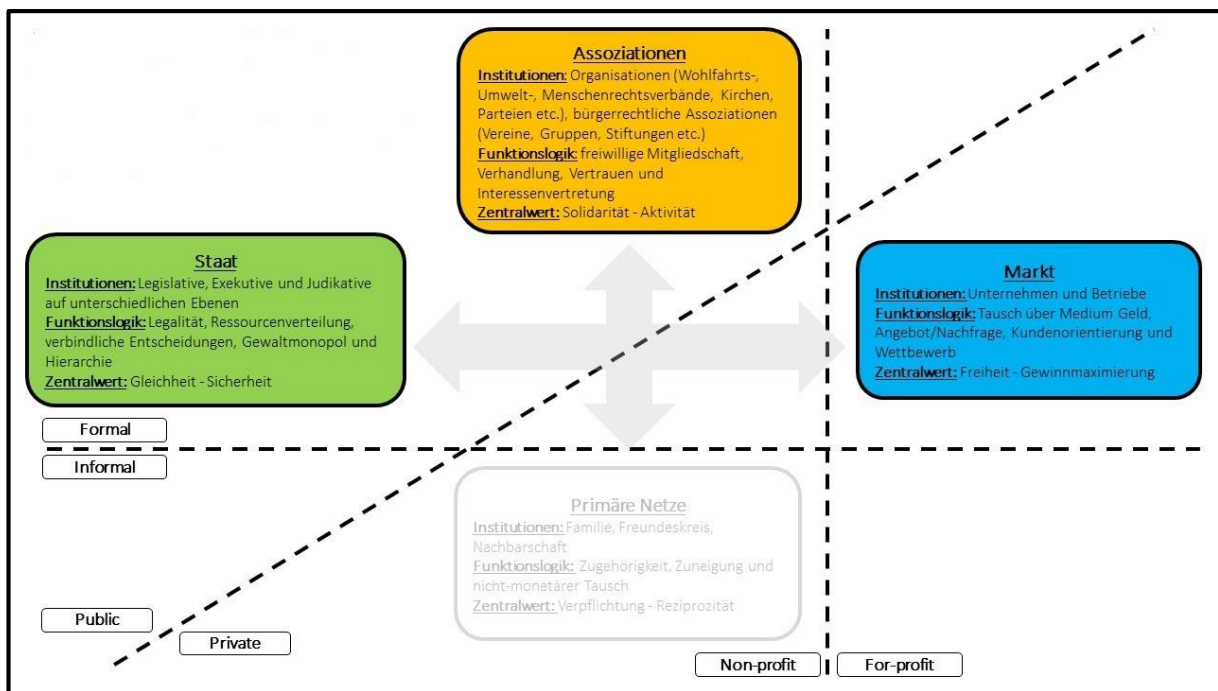 Assoziationen
Institutionen: Organisationen (Wohlfahrts-,
Umwelt-, Menschenrechtsverbände, Kirchen,
Parteien etc.), bürgerrechtliche Assoziationen
(Vereine, Gruppen, Stiftungen etc.)
Funktionslogik: freiwillige Mitgliedschaft,
Verhandlung, Vertrauen und
Interessenvertretung
Zentralwert: Solidarität - Aktivität
Staat
Institutionen: Legislative, Exekutive und Judikative
auf unterschiedlichen Ebenen
Funktionslogik: Legalität, Ressourcenverteilung,
verbindliche Entscheidungen, Gewaltmonopol und
Hierarchie
Zentralwert: Gleichheit - Sicherheit
Markt
Institutionen: Unternehmen und Betriebe
Funktionslogik: Tausch über Medium Geld,
Angebot/Nachfrage, Kundenorientierung und
Wettbewerb
Zentralwert: Freiheit - Gewinnmaximierung
Formal
Informal
Primäre Netze
Institutionen: Familie, Freundeskreis,
Nachbarschaft
Funktionslogik: Zugehörigkeit, Zuneigung und
nicht-monetärer Tausch
Zentralwert: Verpflichtung - Reziprozität
Public
Private
Non-profit
For-profit